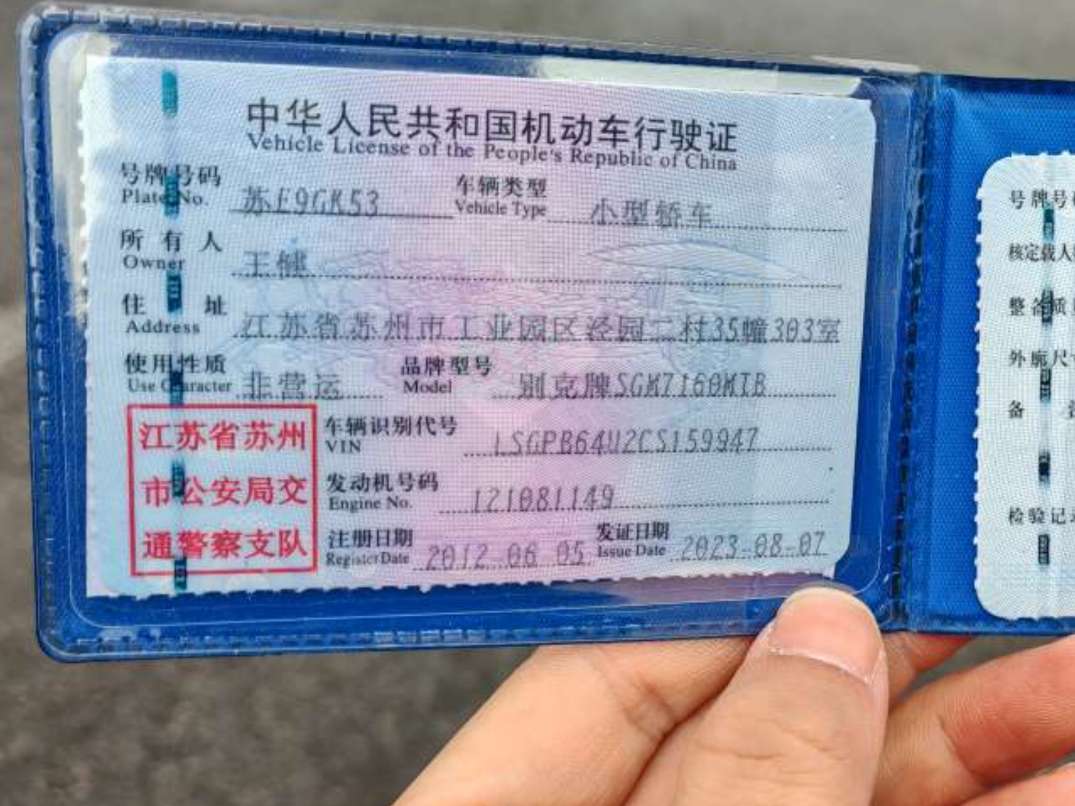 中华人民共和国机动车行驶证
Vehicle License of the People's Republic of China
号牌号码 苏E9GK53 车辆类型 小型轿车
Plate No. Vehicle Type
所有人 王健
Owner
住址 江苏省苏州市工业园区泾园二村35幢303室
Address
使用性质 非营运 品牌型号 别克牌SGM7160MTB
Use Character Model
江苏省苏州
市公安局交
通警察支队
车辆识别代号 LSGPB64U2CS159947
VIN
发动机号码 121081149
Engine No.
注册日期 2012-06-05 发证日期 2023-08-07
Register Date Issue Date
号牌号码
核定载人
整备质
外廓尺
备
检验记